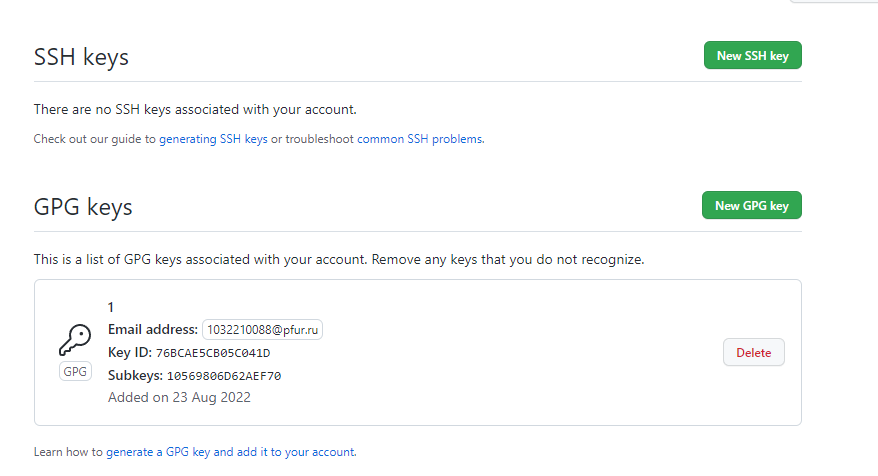 SSH keys
New SSH key
There are no SSH keys associated with your account.
Check out our guide to generating SSH keys or troubleshoot common SSH problems.
GPG keys
New GPG key
This is a list of GPG keys associated with your account. Remove any keys that you do not recognize.
1
Email address: 1032210088@pfur.ru
Key ID: 76BCAE5CB05C041D
GPG
Subkeys: 10569806D62AEF70
Added on 23 Aug 2022
Delete
Learn how to generate a GPG key and add it to your account.